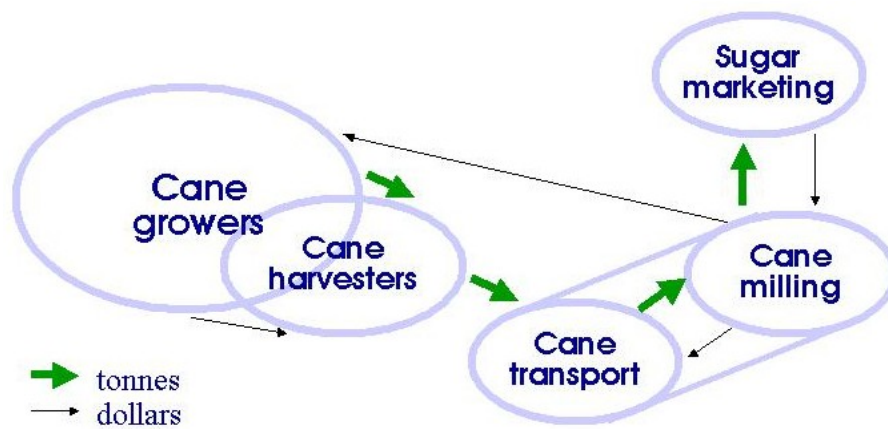 Sugar
marketing
Cane
growers
Cane
harvesters
Cane
milling
Cane
transport
tonnes
dollars